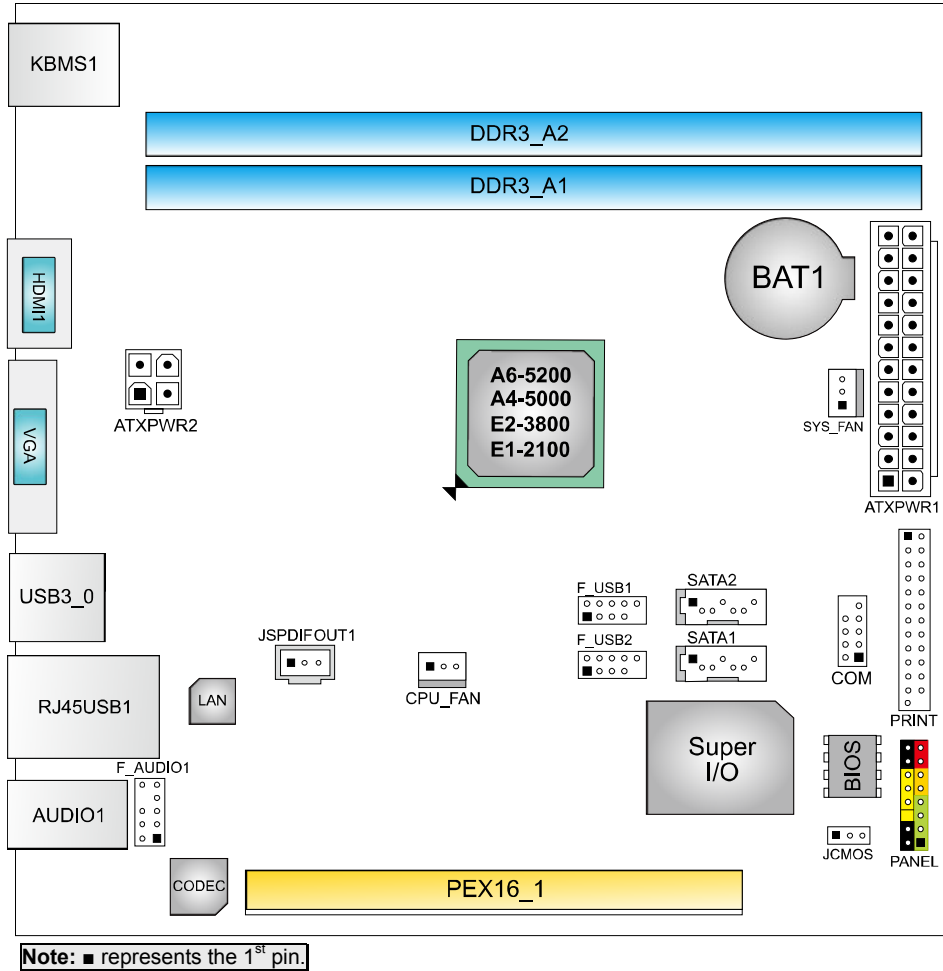 KBMS1
DDR3_A2
DDR3_A1
HDMI1
BAT1
VGA
ATXPWR2
A6-5200
A4-5000
E2-3800
E1-2100
SYS_FAN
ATXPWR1
USB3_0
F_USB1
SATA2
JSPDIFOUT1
F_USB2
SATA1
CPU_FAN
COM
RJ45USB1
LAN
PRINT
Super
I/O
BIOS
F_AUDIO1
AUDIO1
JCMOS
PANEL
CODEC
PEX16_1
Note: ■ represents the 1st pin.